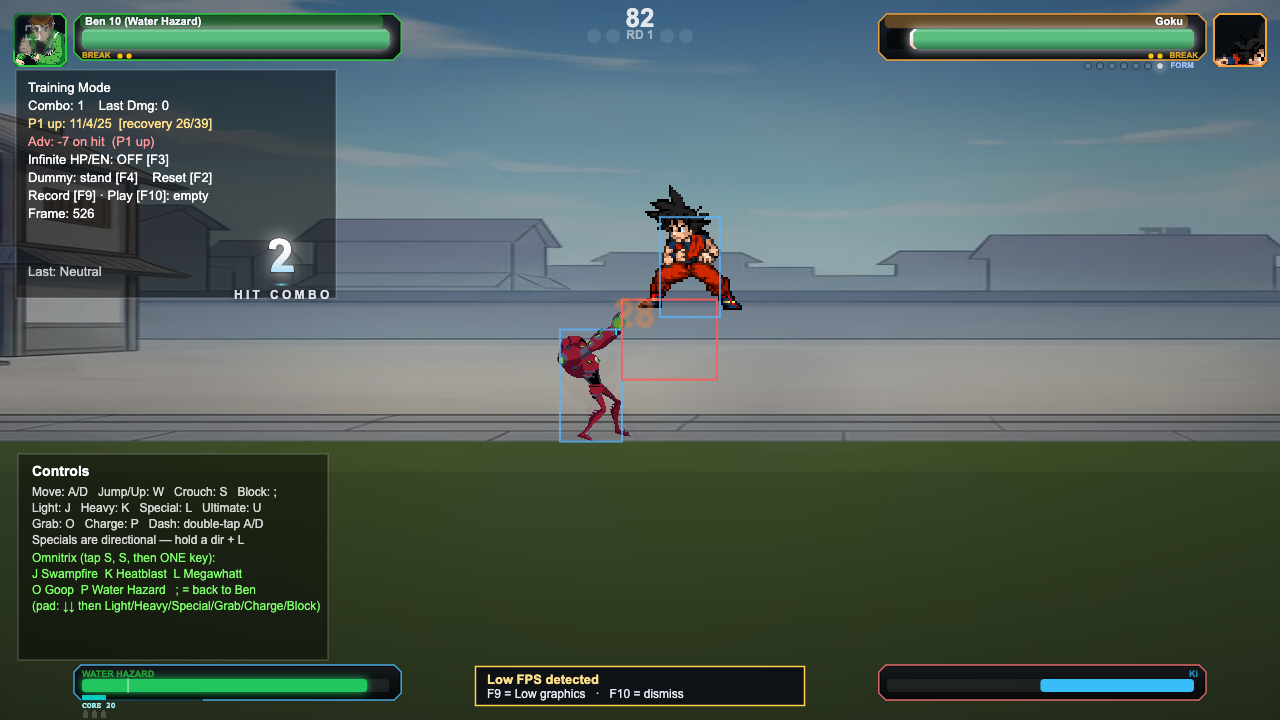 Ben 10 (Water Hazard)
82
Goku
BREAK
RD 1
BREAK
FORM
Training Mode
Combo: 1 Last Dmg: 0
P1 up: 11/4/25 [recovery 26/39]
Adv: -7 on hit (P1 up)
Infinite HP/EN: OFF [F3]
Dummy: stand [F4] Reset [F2]
Record [F9] · Play [F10]: empty
Frame: 526
Last: Neutral
2
HIT COMBO
28
Controls
Move: A/D Jump/Up: W Crouch: S Block: ;
Light: J Heavy: K Special: L Ultimate: U
Grab: O Charge: P Dash: double-tap A/D
Specials are directional — hold a dir + L
Omnitrix (tap S, S, then ONE key):
J Swampfire K Heatblast L Megawhatt
O Goop P Water Hazard ; = back to Ben
(pad: ↓↓ then Light/Heavy/Special/Grab/Charge/Block)
WATER HAZARD
CORE 20
Low FPS detected
F9 = Low graphics · F10 = dismiss
Ki